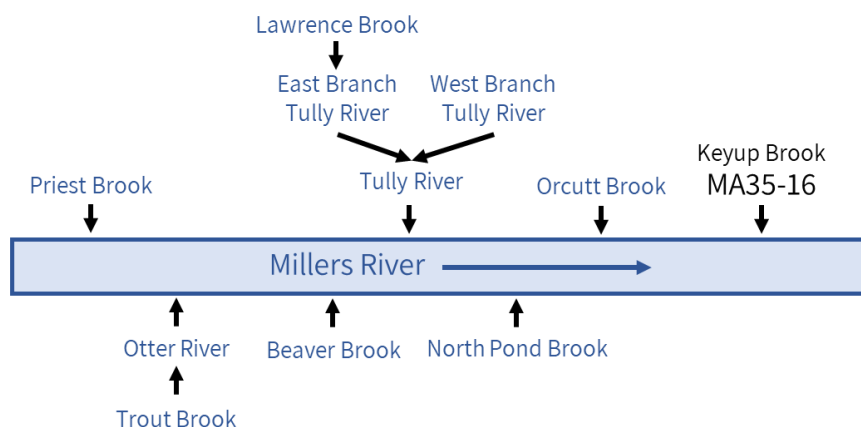 Lawrence Brook
East Branch
Tully River
West Branch
Tully River
Keyup Brook
MA35-16
Priest Brook
Tully River
Orcutt Brook
Millers River
Otter River
Beaver Brook
North Pond Brook
Trout Brook